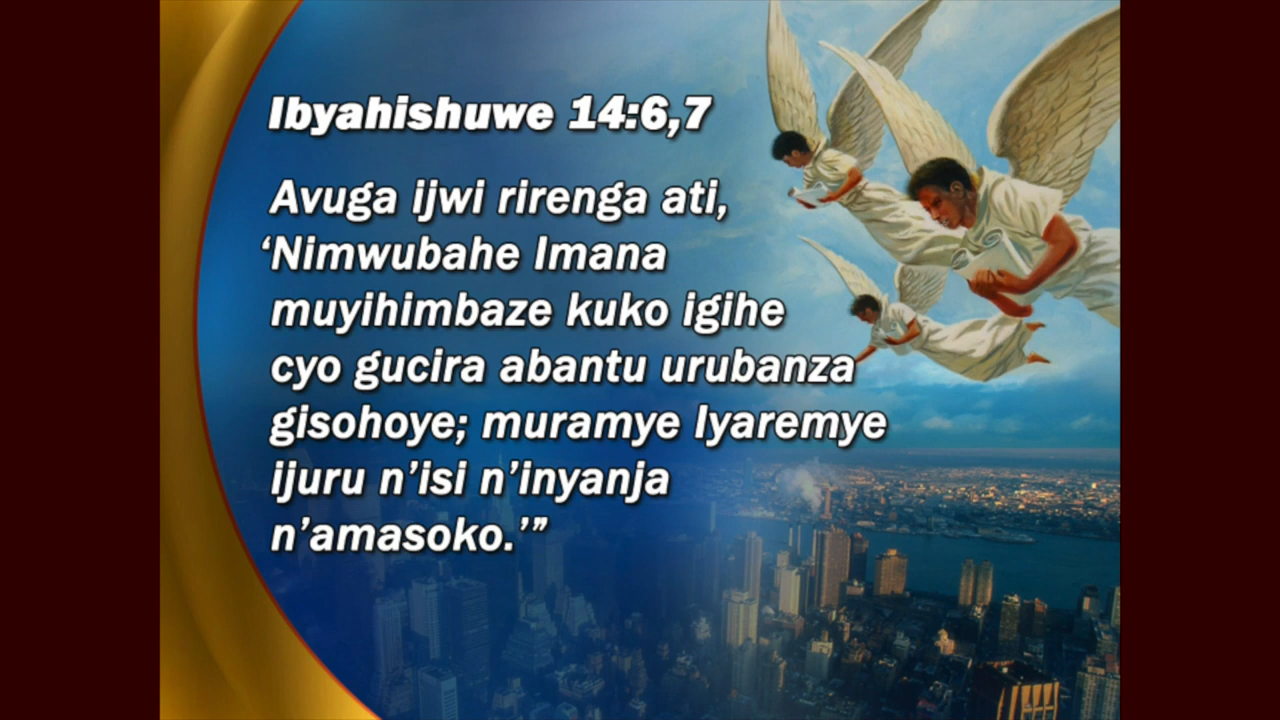 Ibyahishuwe 14:6,7
Avuga ijwi rirenga ati,
‘Nimwubahe Imana
muyihimbaze kuko igihe
cyo gucira abantu urubanza
gisohoye; muramye Iyaremye
ijuru n’isi n’inyanja
n’amasoko.’”